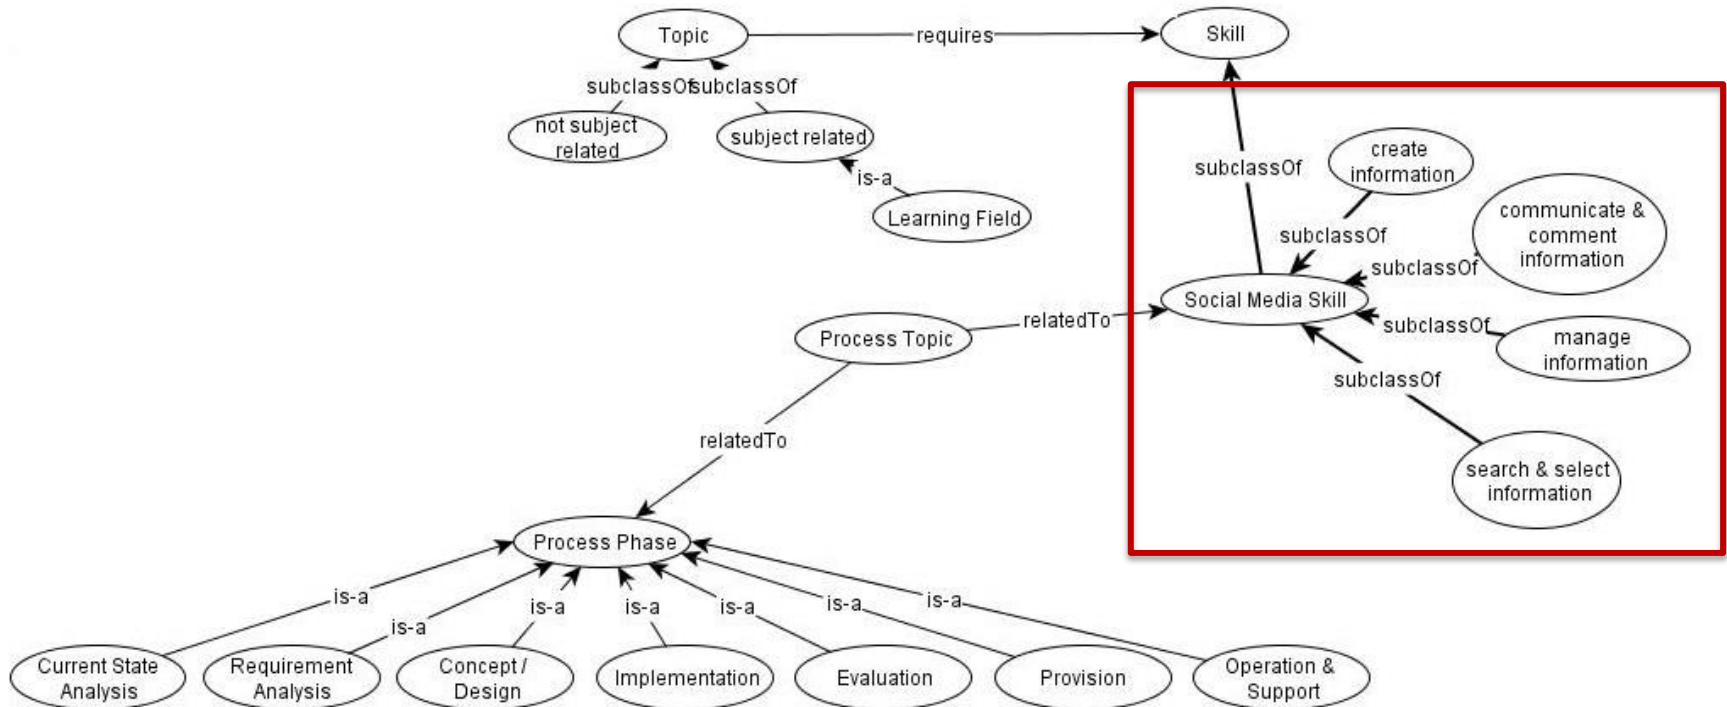 Topic
requires
Skill
subclassOf
subclassOf
not subject
related
subject related
is-a
Learning Field
subclassOf
create
information
subclassOf
communicate &
comment
information
subclassOf
Social Media Skill
relatedTo
Process Topic
subclassOf
manage
information
subclassOf
relatedTo
search & select
information
Process Phase
is-a
is-a
is-a
is-a
is-a
is-a
is-a
Current State
Analysis
Requirement
Analysis
Concept /
Design
Implementation
Evaluation
Provision
Operation &
Support